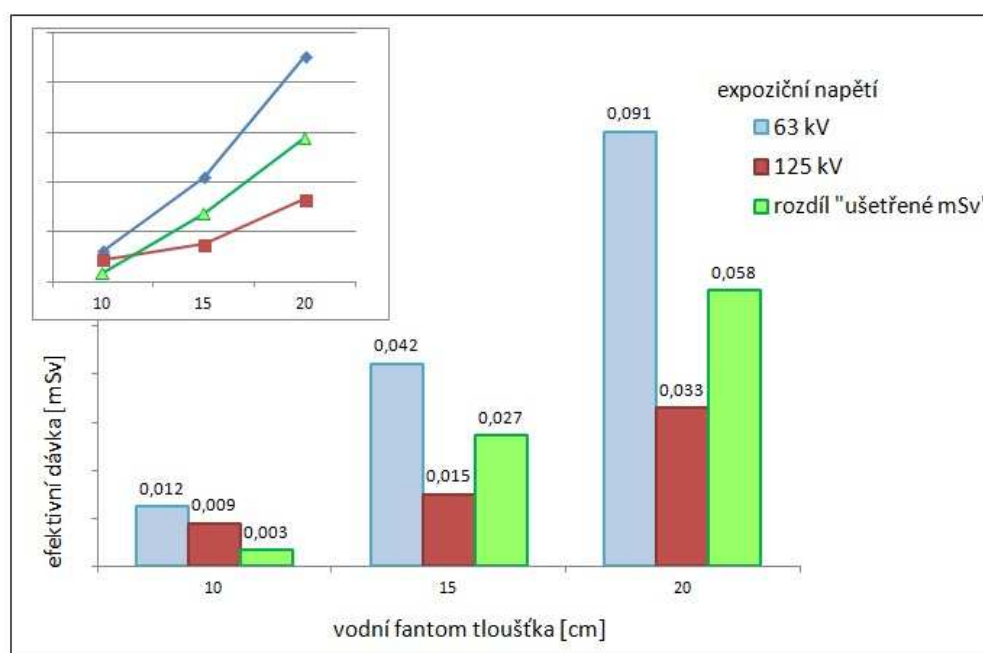 10 15 20
expoziční napětí
63 kV
125 kV
rozdíl "ušetřené mSv"
efektivní dávka [mSv]
0,012
0,009
0,003
0,042
0,015
0,027
0,091
0,033
0,058
10 15 20
vodní fantom tloušťka [cm]